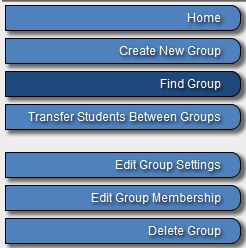 Home
Create New Group
Find Group
Transfer Students Between Groups
Edit Group Settings
Edit Group Membership
Delete Group